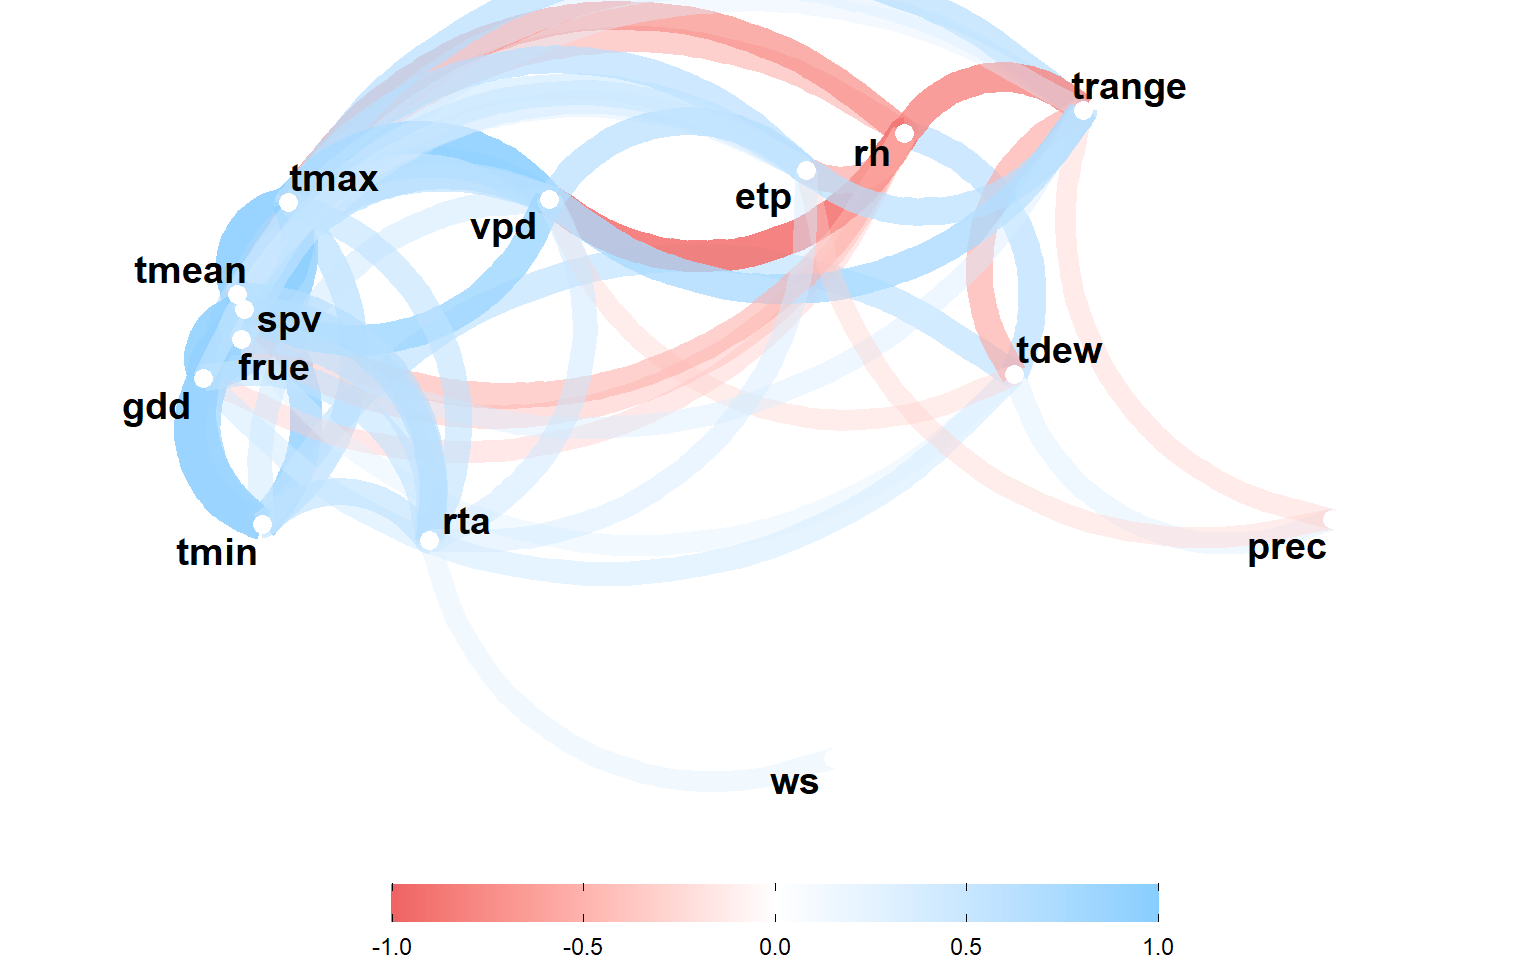 trange
rh
tmax
etp
vpd
tmean
spv
tdew
frue
gdd
rta
tmin
prec
ws
-1.0 -0.5 0.0 0.5 1.0